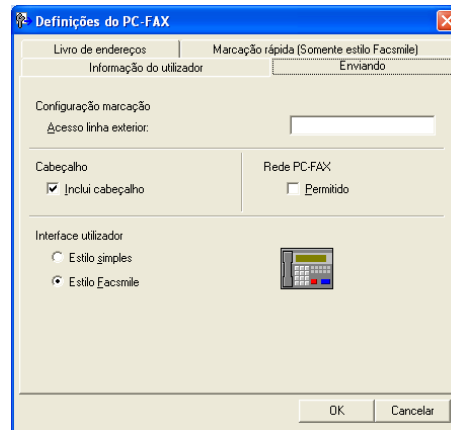 Definições do PC-FAX
Livro de endereços
Marcação rápida (Somente estilo Facsmile)
Informação do utilizador
Enviando
Configuração marcação
Acesso linha exterior:
Cabeçalho
Rede PC-FAX
Inclui cabeçalho
Permitido
Interface utilizador
Estilo simples
Estilo Facsmile
OK
Cancelar